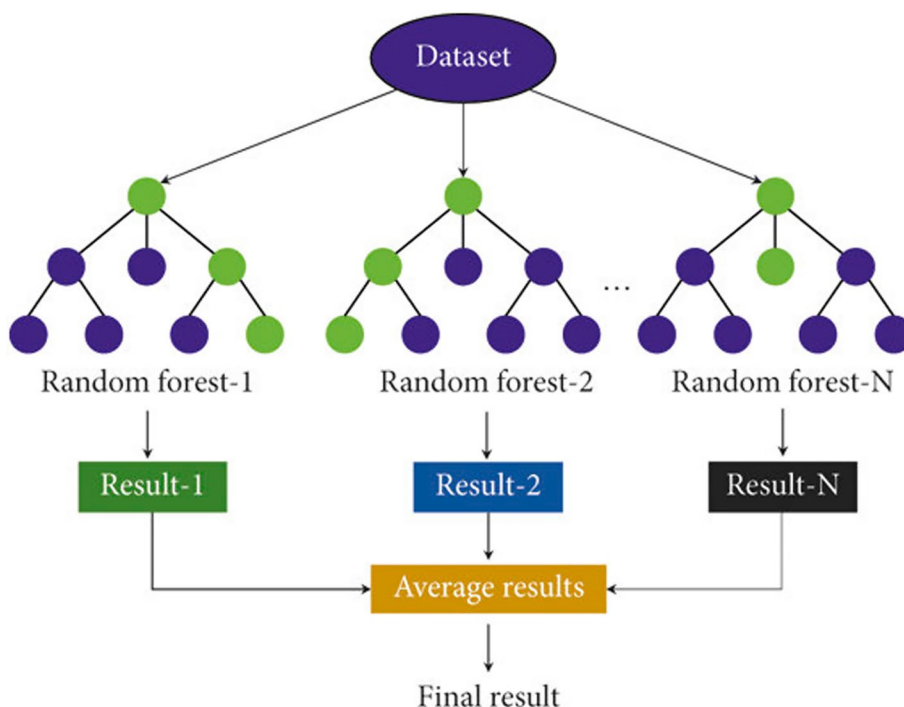 Dataset
...
Random forest-1
Random forest-2
Random forest-N
Result-1
Result-2
Result-N
Average results
Final result